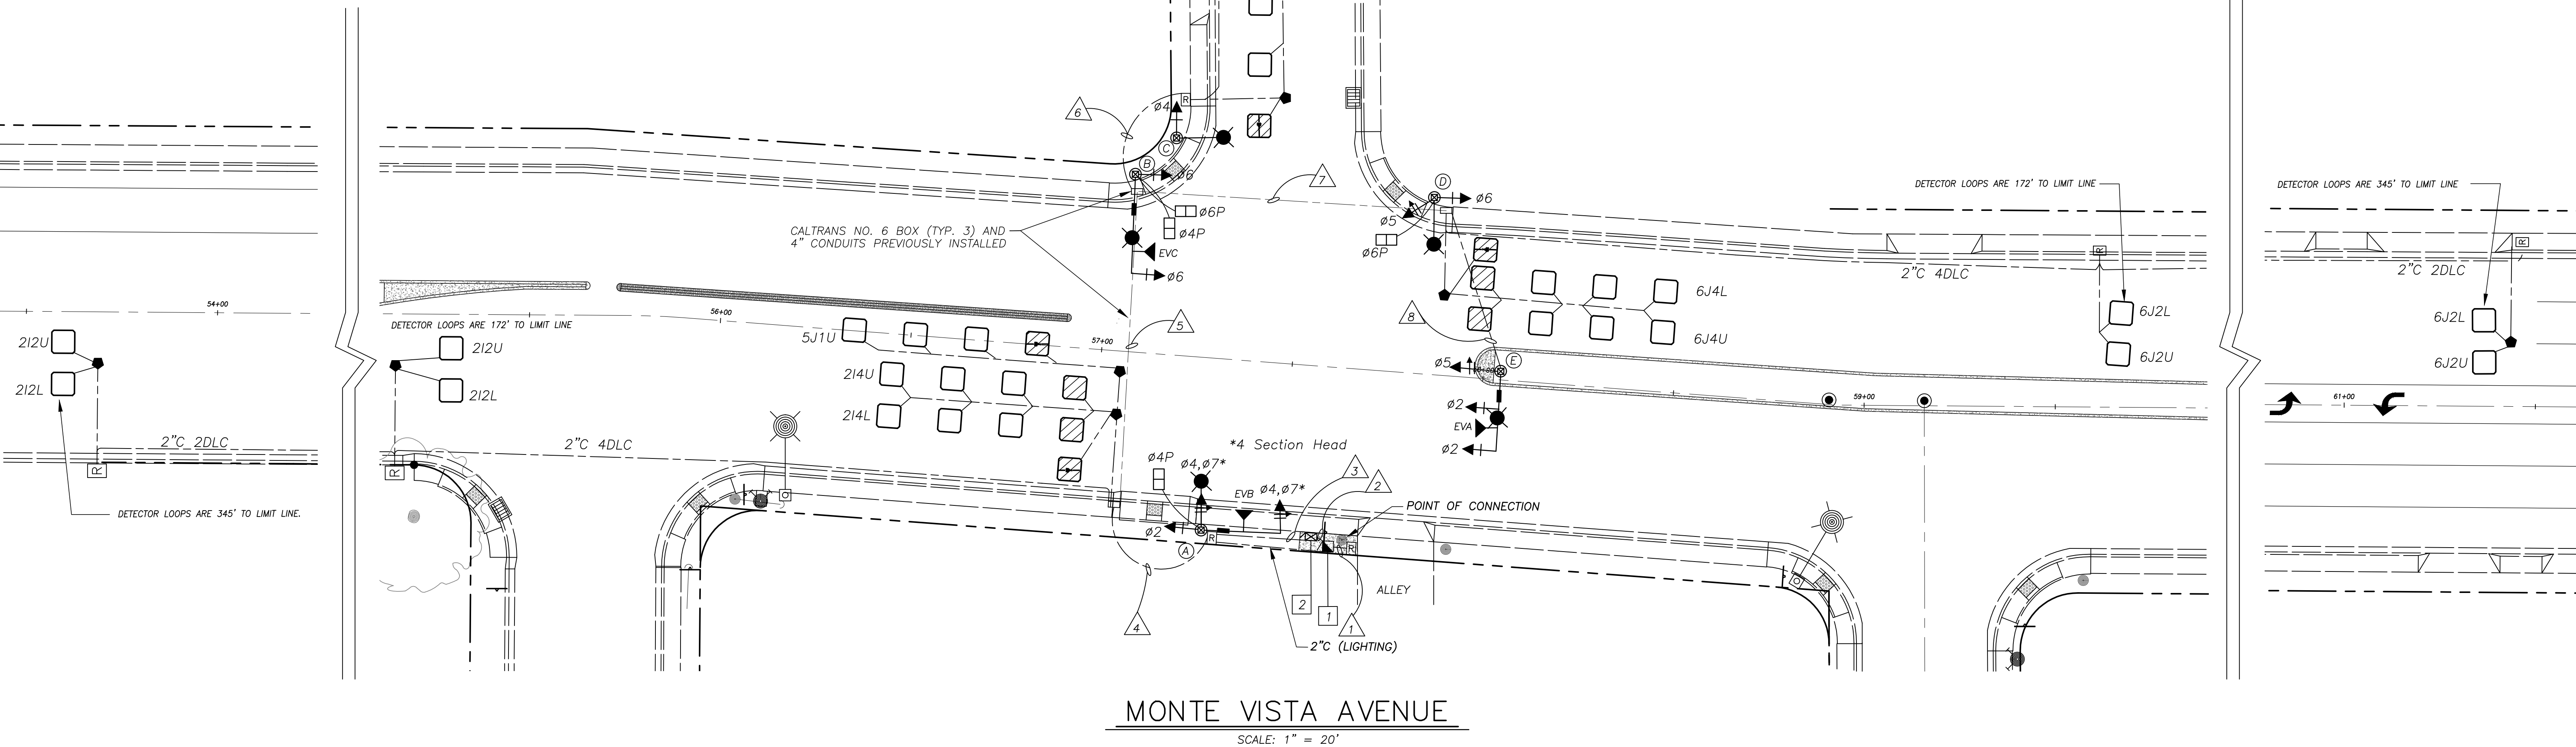 6
ø4
R
C
B
ø6
7
D
ø6
ø5
ø6P
ø6P
ø4P
CALTRANS NO. 6 BOX (TYP. 3) AND
4" CONDUITS PREVIOUSLY INSTALLED
EVC
ø6
DETECTOR LOOPS ARE 172' TO LIMIT LINE
DETECTOR LOOPS ARE 345' TO LIMIT LINE
R
R
2"C 4DLC
2"C 2DLC
54+00
56+00
57+00
DETECTOR LOOPS ARE 172' TO LIMIT LINE
5J1U
5
8
6J4L
6J4U
6J2L
6J2U
6J2L
6J2U
2I2U
2I2L
2I2U
2I2L
2I4U
2I4L
ø5
E
ø2
EVA
ø2
59+00
61+00
2"C 2DLC
R
R
2"C 4DLC
*4 Section Head
ø4P
ø4,ø7*
EVB
ø4,ø7*
3
2
POINT OF CONNECTION
DETECTOR LOOPS ARE 345' TO LIMIT LINE.
ø2
A
R
R
4
2
1
1
ALLEY
2"C (LIGHTING)
MONTE VISTA AVENUE
SCALE: 1" = 20'